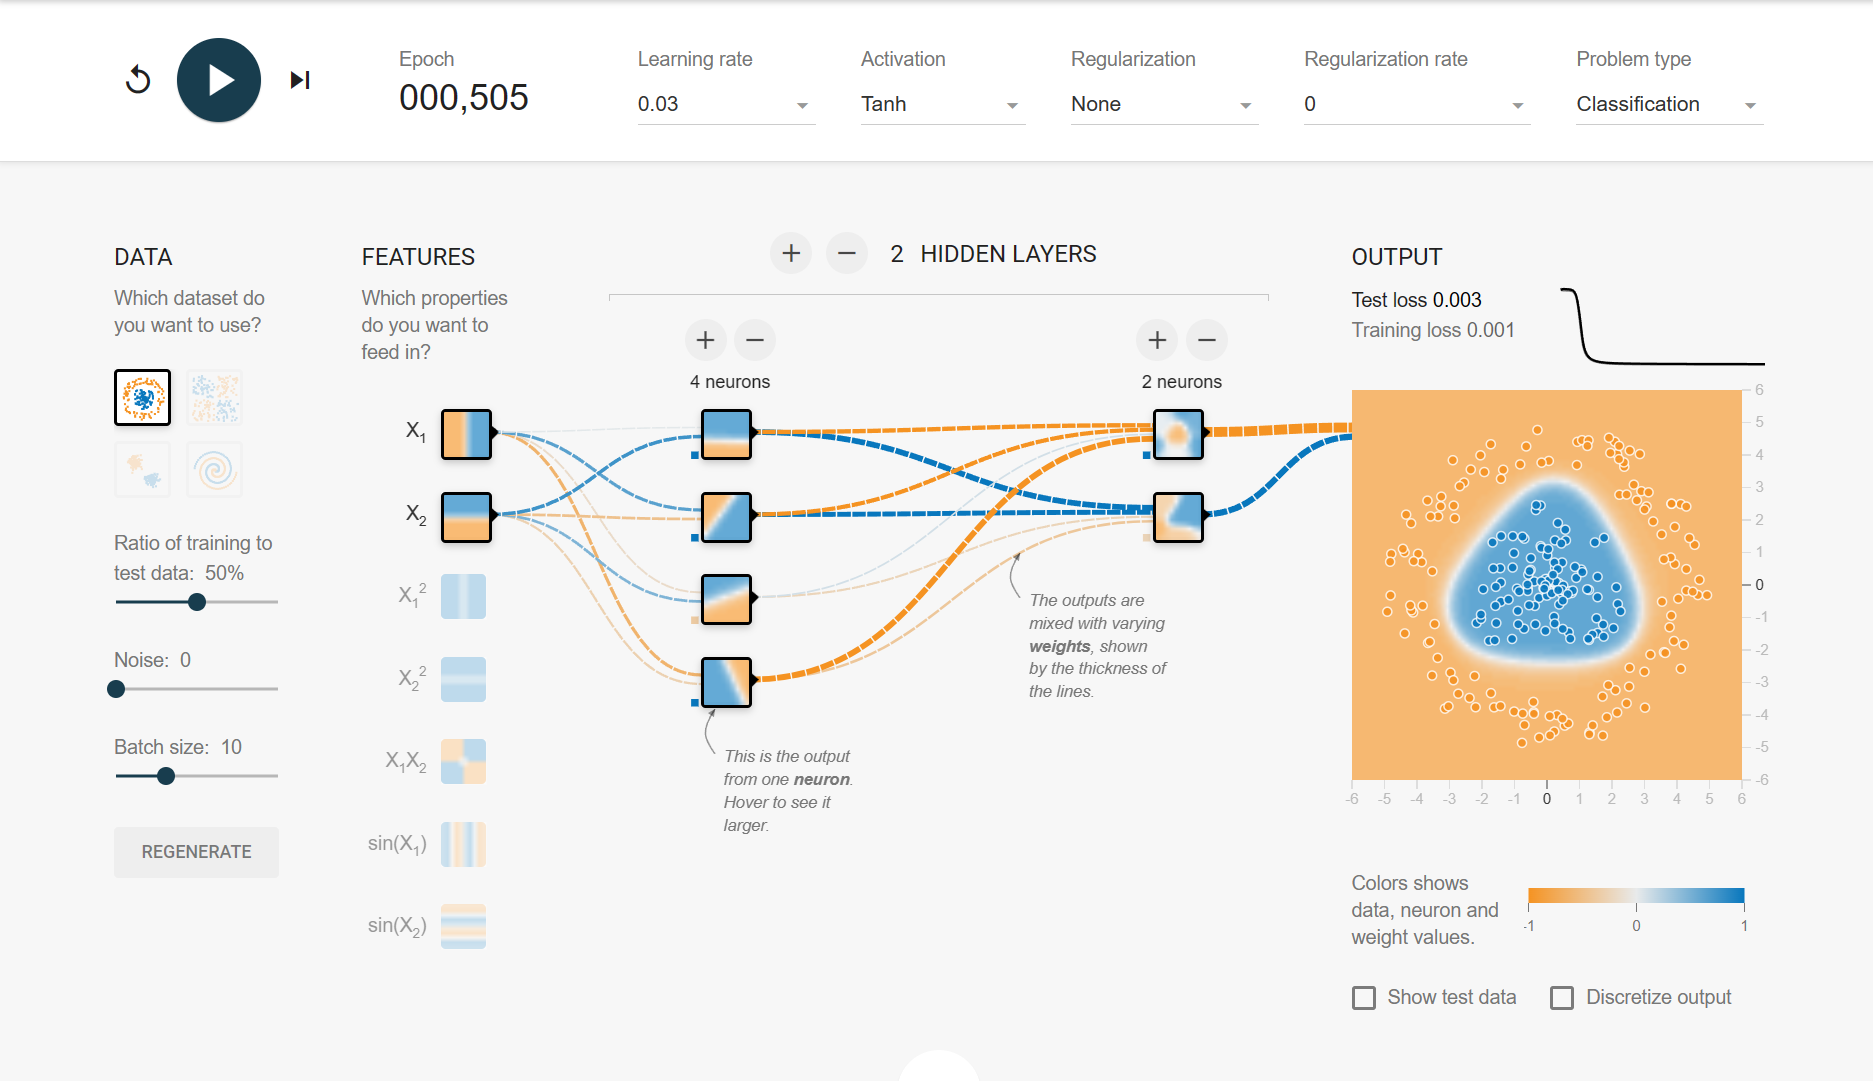 Epoch
000,505
Learning rate
0.03
Activation
Tanh
Regularization
None
Regularization rate
0
Problem type
Classification
DATA
Which dataset do
you want to use?
Ratio of training to
test data: 50%
Noise: 0
Batch size: 10
REGENERATE
FEATURES
Which properties
do you want to
feed in?
X1
X2
X1^2
X2^2
X1X2
sin(X1)
sin(X2)
2 HIDDEN LAYERS
4 neurons
2 neurons
This is the output
from one neuron.
Hover to see it
larger.
The outputs are
mixed with varying
weights, shown
by the thickness of
the lines.
OUTPUT
Test loss 0.003
Training loss 0.001
6
5
4
3
2
1
0
-1
-2
-3
-4
-5
-6
-6 -5 -4 -3 -2 -1 0 1 2 3 4 5 6
Colors shows
data, neuron and
weight values.
-1 0 1
Show test data
Discretize output